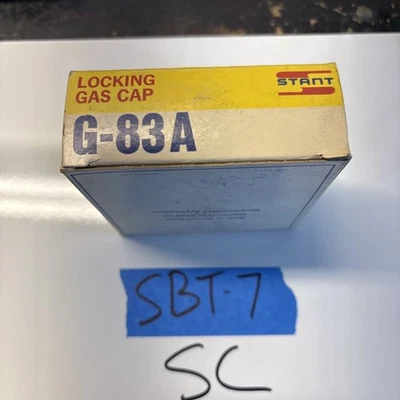 LOCKING
GAS CAP
STANT
G-83A
SBT-7
SC